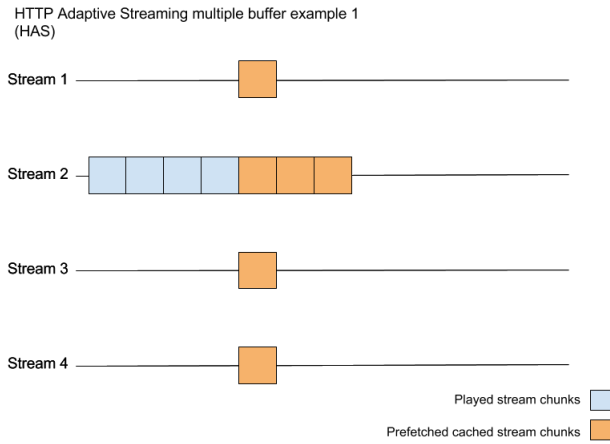 HTTP Adaptive Streaming multiple buffer example 1
(HAS)
Stream 1
Stream 2
Stream 3
Stream 4
Played stream chunks
Prefetched cached stream chunks